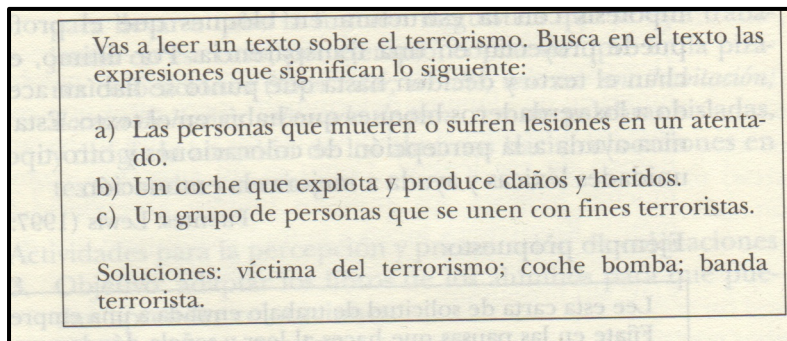 Vas a leer un texto sobre el terrorismo. Busca en el texto las
expresiones que significan lo siguiente:
a) Las personas que mueren o sufren lesiones en un atenta-
do.
b) Un coche que explota y produce daños y heridos.
c) Un grupo de personas que se unen con fines terroristas.
Soluciones: víctima del terrorismo; coche bomba; banda
terrorista.